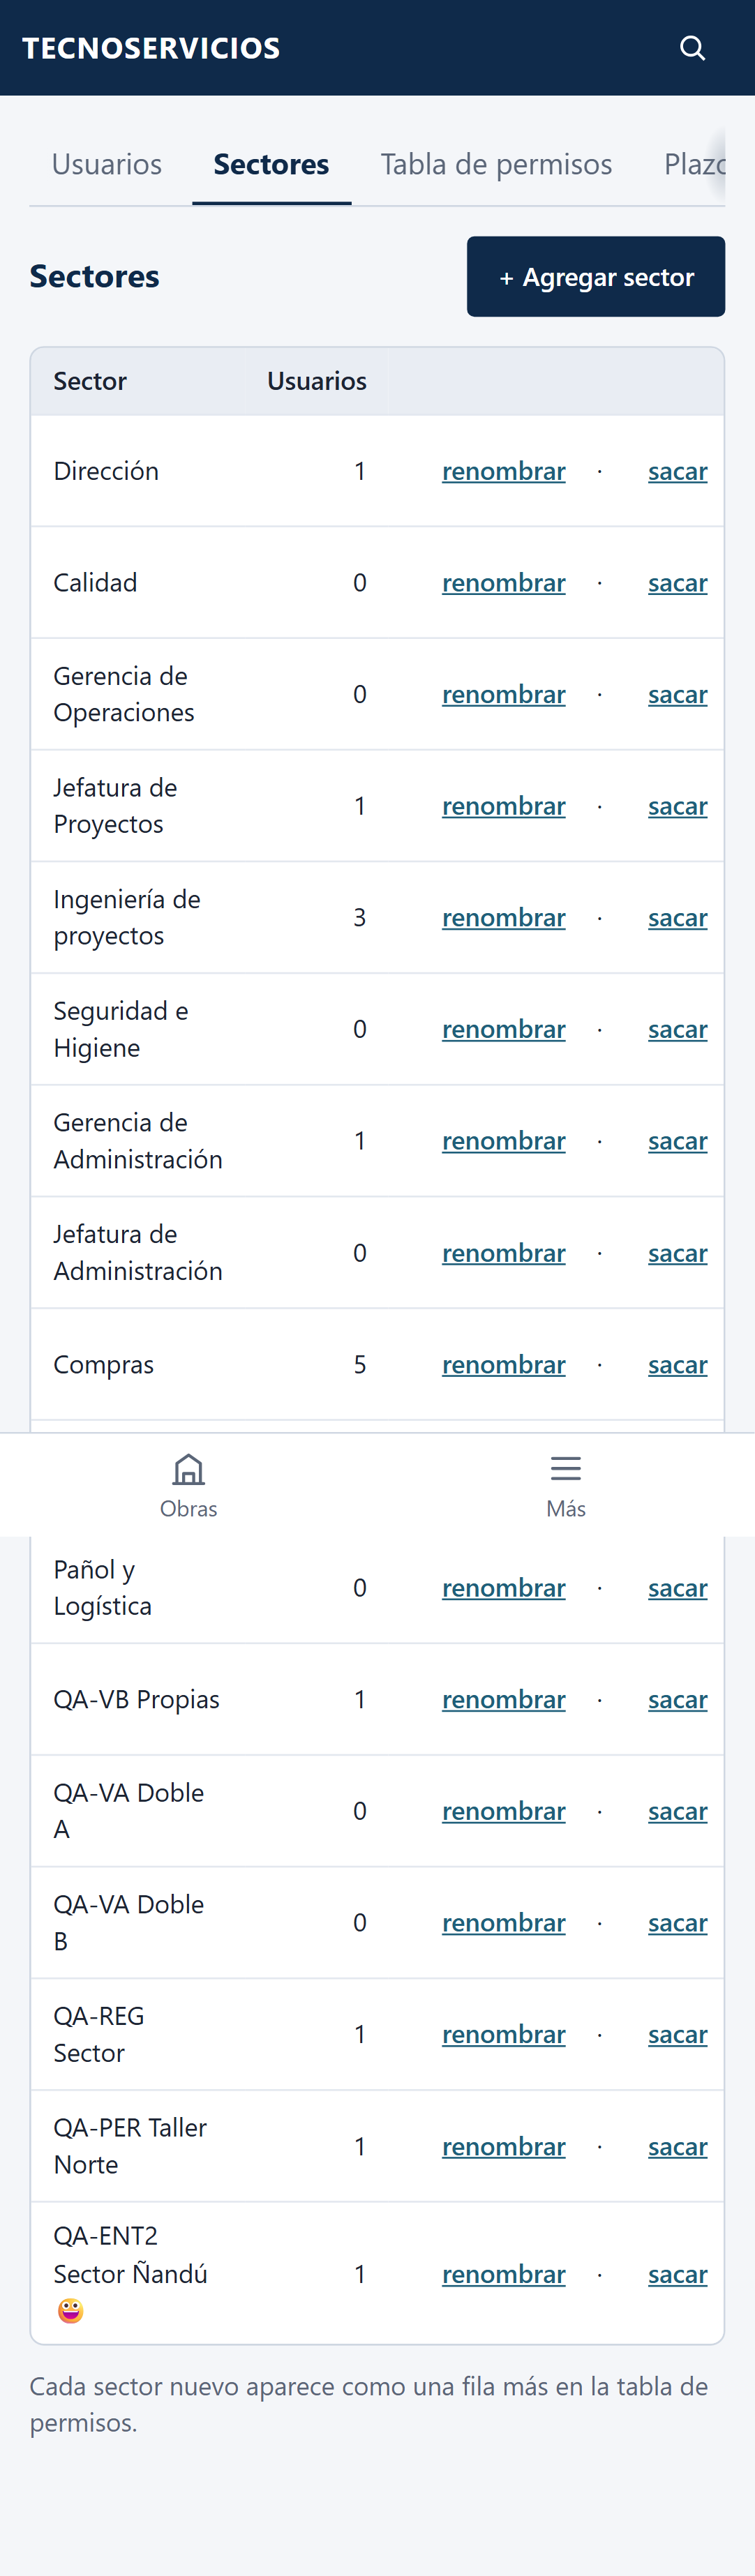 TECNOSERVICIOS
Usuarios Sectores Tabla de permisos
Sectores + Agregar sector
Sector Usuarios
Dirección 1 renombrar · sacar
Calidad 0 renombrar · sacar
Gerencia de
Operaciones 0 renombrar · sacar
Jefatura de
Proyectos 1 renombrar · sacar
Ingeniería de
proyectos 3 renombrar · sacar
Seguridad e
Higiene 0 renombrar · sacar
Gerencia de
Administración 1 renombrar · sacar
Jefatura de
Administración 0 renombrar · sacar
Compras 5 renombrar · sacar
Obras Más
Pañol y
Logística 0 renombrar · sacar
QA-VB Propias 1 renombrar · sacar
QA-VA Doble
A 0 renombrar · sacar
QA-VA Doble
B 0 renombrar · sacar
QA-REG
Sector 1 renombrar · sacar
QA-PER Taller
Norte 1 renombrar · sacar
QA-ENT2
Sector Ñandú 1 renombrar · sacar
😀
Cada sector nuevo aparece como una fila más en la tabla de
permisos.